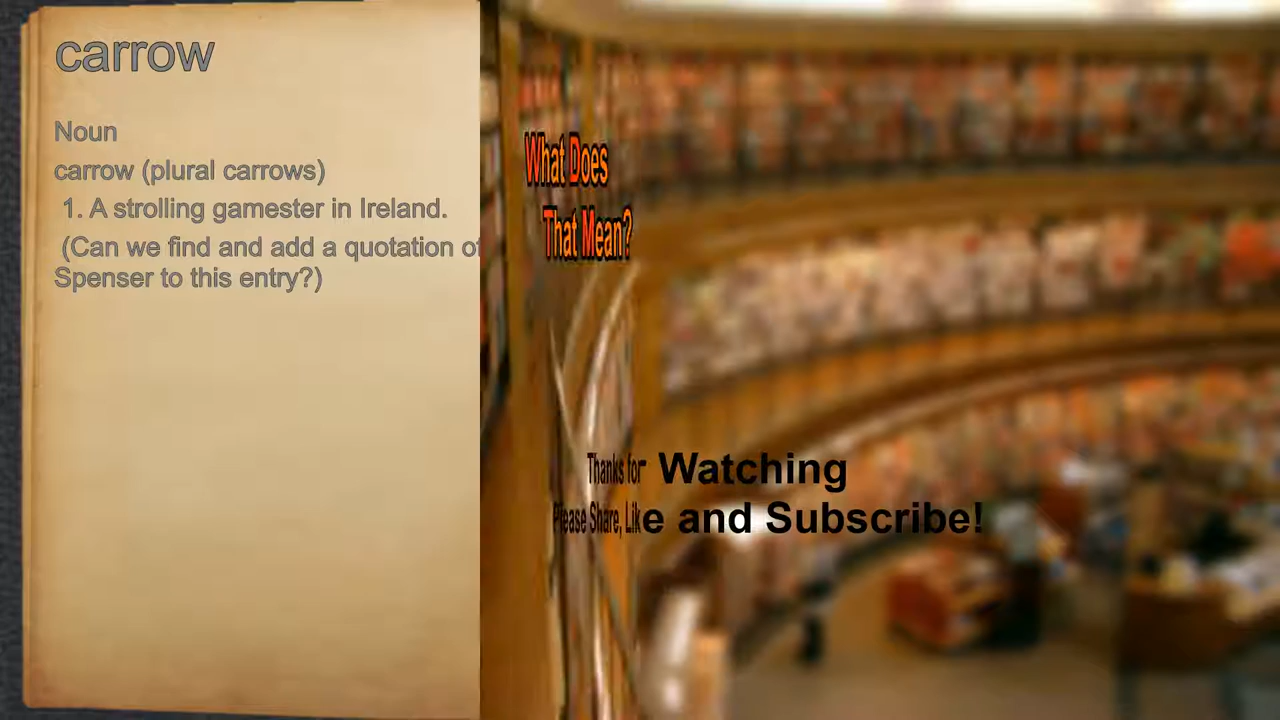 carrow
Noun
carrow (plural carrows)
1. A strolling gamester in Ireland.
(Can we find and add a quotation of
Spenser to this entry?)
What Does
That Mean?
Thanks for Watching
Please Share, Like and Subscribe!